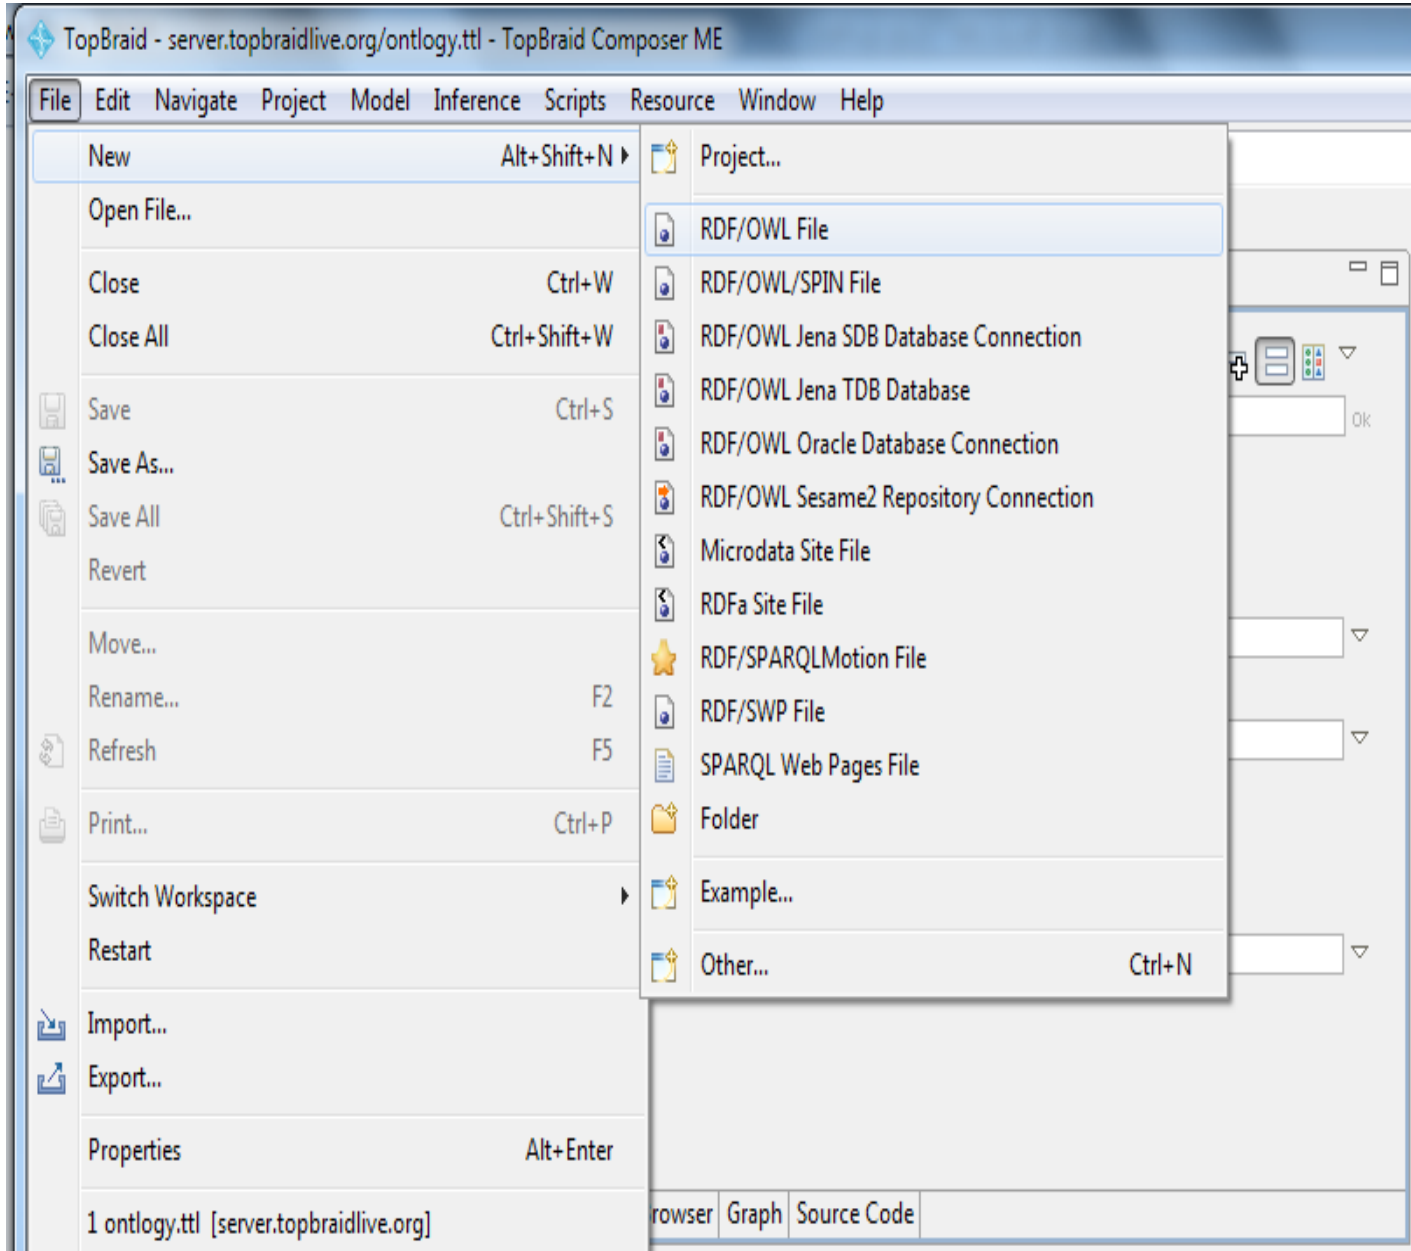 TopBraid - server.topbraidlive.org/ontlogy.ttl - TopBraid Composer ME
File Edit Navigate Project Model Inference Scripts Resource Window Help
New Alt+Shift+N
Open File...
Close Ctrl+W
Close All Ctrl+Shift+W
Save Ctrl+S
Save As...
Save All Ctrl+Shift+S
Revert
Move...
Rename... F2
Refresh F5
Print... Ctrl+P
Switch Workspace
Restart
Import...
Export...
Properties Alt+Enter
1 ontlogy.ttl [server.topbraidlive.org]
Project...
RDF/OWL File
RDF/OWL/SPIN File
RDF/OWL Jena SDB Database Connection
RDF/OWL Jena TDB Database
RDF/OWL Oracle Database Connection
RDF/OWL Sesame2 Repository Connection
Microdata Site File
RDFa Site File
RDF/SPARQLMotion File
RDF/SWP File
SPARQL Web Pages File
Folder
Example...
Other... Ctrl+N
Ok
rowser Graph Source Code